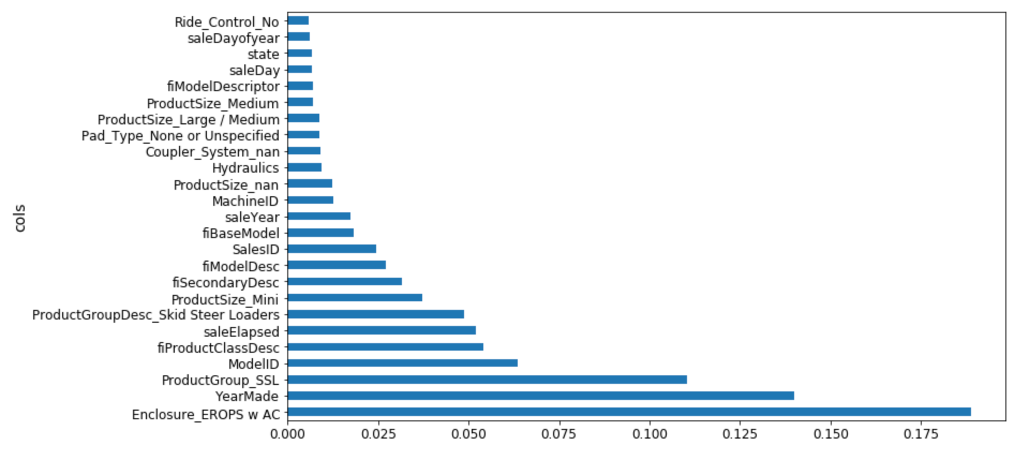 Ride_Control_No
saleDayofyear
state
saleDay
fiModelDescriptor
ProductSize_Medium
ProductSize_Large / Medium
Pad_Type_None or Unspecified
Coupler_System_nan
Hydraulics
ProductSize_nan
MachineID
saleYear
fiBaseModel
SalesID
fiModelDesc
fiSecondaryDesc
ProductSize_Mini
ProductGroupDesc_Skid Steer Loaders
saleElapsed
fiProductClassDesc
ModelID
ProductGroup_SSL
YearMade
Enclosure_EROPS w AC
cols
0.000 0.025 0.050 0.075 0.100 0.125 0.150 0.175